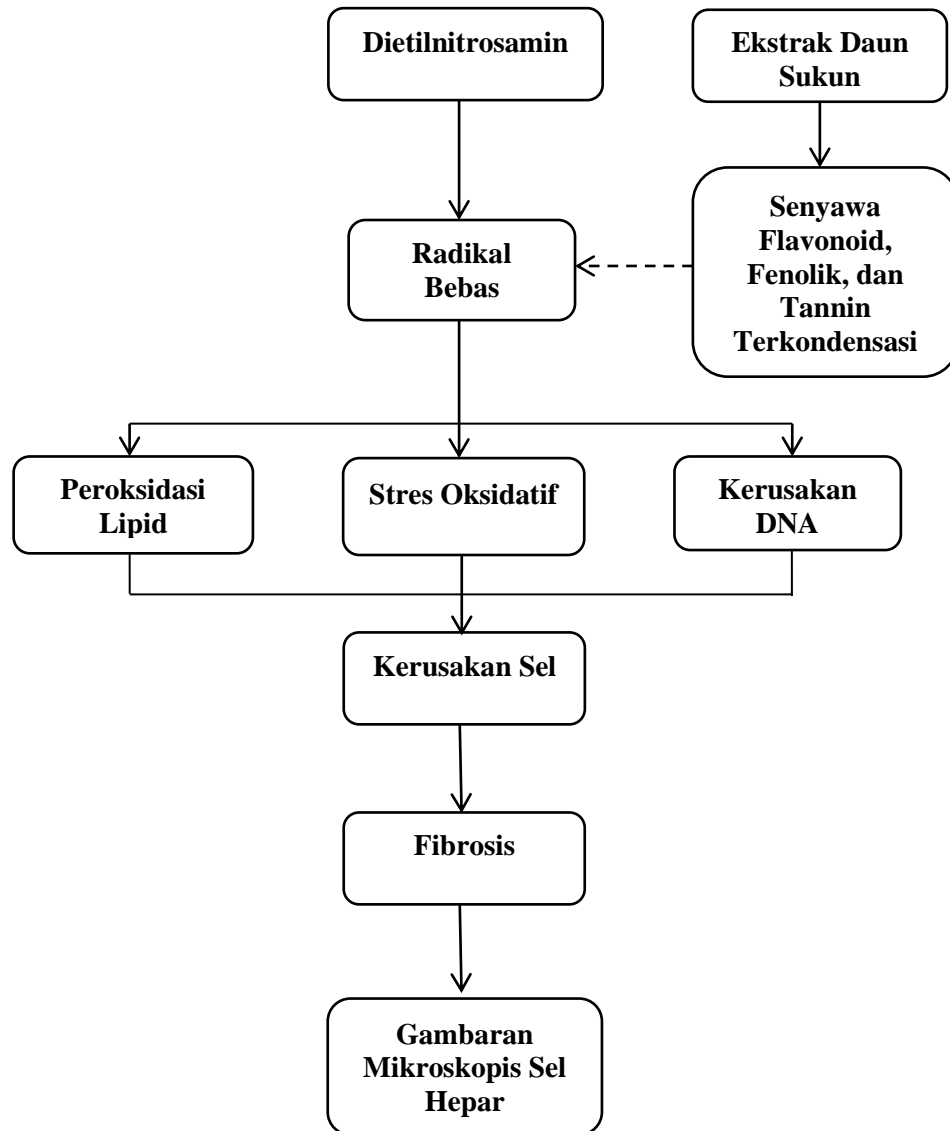 Dietilnitrosamin
Ekstrak Daun
Sukun
Senyawa
Flavonoid,
Fenolik, dan
Tannin
Terkondensasi
Radikal
Bebas
Peroksidasi
Lipid
Stres Oksidatif
Kerusakan
DNA
Kerusakan Sel
Fibrosis
Gambaran
Mikroskopis Sel
Hepar